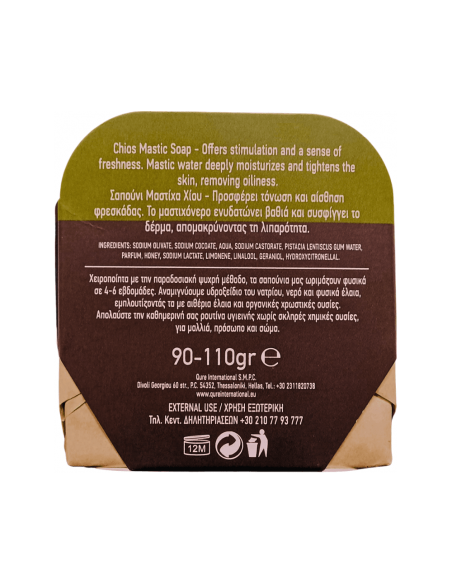 Chios Mastic Soap - Offers stimulation and a sense of
freshness. Mastic water deeply moisturizes and tightens the
skin, removing oiliness.
Σαπούνι Μαστίχα Χίου - Προσφέρει τόνωση και αίσθηση
φρεσκάδας. Το μαστιχόνερο ενυδατώνει βαθιά και συσφίγγει το
δέρμα, απομακρύνοντας τη λιπαρότητα.
INGREDIENTS: SODIUM OLIVATE, SODIUM COCOATE, AQUA, SODIUM CASTORATE, PISTACIA LENTISCUS GUM WATER,
PARFUM, HONEY, SODIUM LACTATE, LIMONENE, LINALOOL, GERANIOL, HYDROXYCITRONELLAL.
Χειροποίητα με την παραδοσιακή ψυχρή μέθοδο, τα σαπούνια μας ωριμάζουν φυσικά
σε 4-6 εβδομάδες. Αναμιγνύουμε υδροξείδιο του νατρίου, νερό και φυσικά έλαια,
εμπλουτίζοντας τα με αιθέρια έλαια και οργανικές χρωστικές ουσίες.
Απολαύστε την καθημερινή σας ρουτίνα υγιεινής χωρίς σκληρές χημικές ουσίες,
για μαλλιά, πρόσωπο και σώμα.
90-110gr ℮
Qure International S.M.P.C.
Divoli Georgiou 60 str., P.C. 54352, Thessaloniki, Hellas, Tel.: +30 2311820738
www.qureinternational.eu
EXTERNAL USE / ΧΡΗΣΗ ΕΞΩΤΕΡΙΚΗ
Τηλ. Κεντ. ΔΗΛΗΤΗΡΙΑΣΕΩΝ +30 210 77 93 777
12M